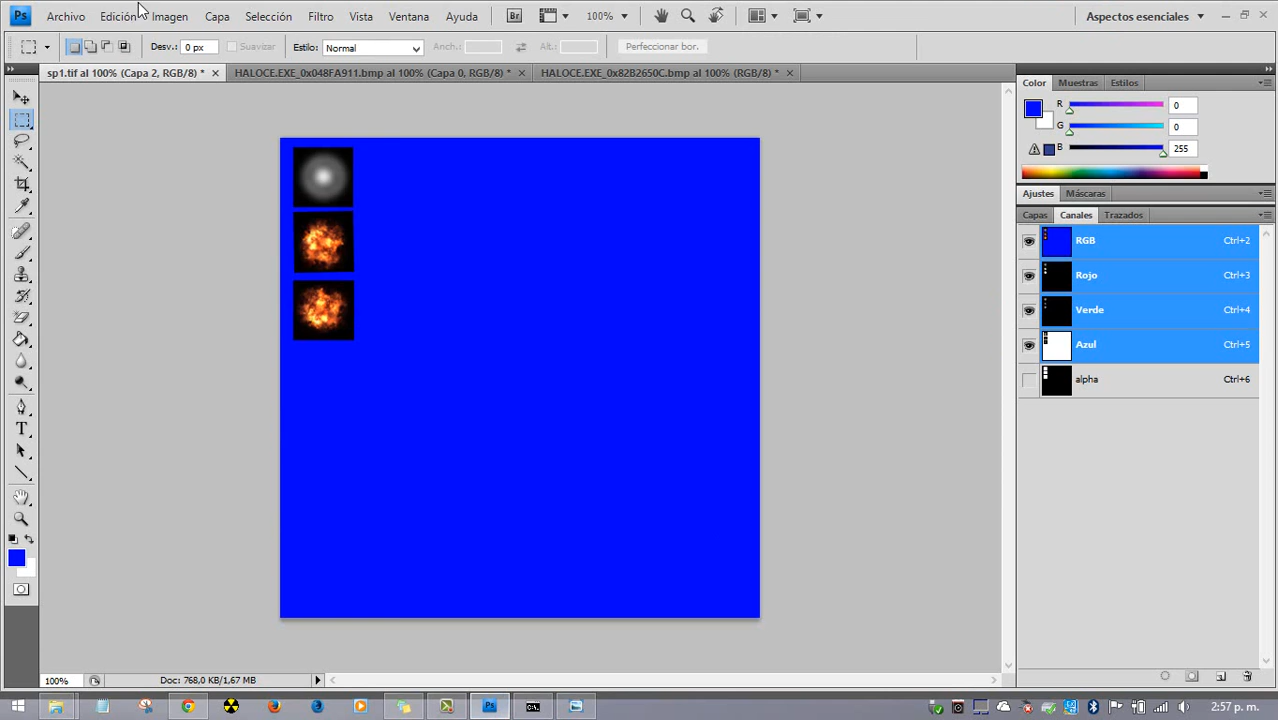 Ps Archivo Edición Imagen Capa Selección Filtro Vista Ventana Ayuda Br 100% Aspectos esenciales
Desv.: 0 px Suavizar Estilo: Normal Anch.: Alt.: Perfeccionar bor.
sp1.tif al 100% (Capa 2, RGB/8) * HALOCE.EXE_0x048FA911.bmp al 100% (Capa 0, RGB/8) * HALOCE.EXE_0x82B2650C.bmp al 100% (RGB/8) *
Color Muestras Estilos
R 0
G 0
B 255
Ajustes Máscaras
Capas Canales Trazados
RGB Ctrl+2
Rojo Ctrl+3
Verde Ctrl+4
Azul Ctrl+5
alpha Ctrl+6
T
100% Doc: 768,0 KB/1,67 MB
Ps 2:57 p. m.